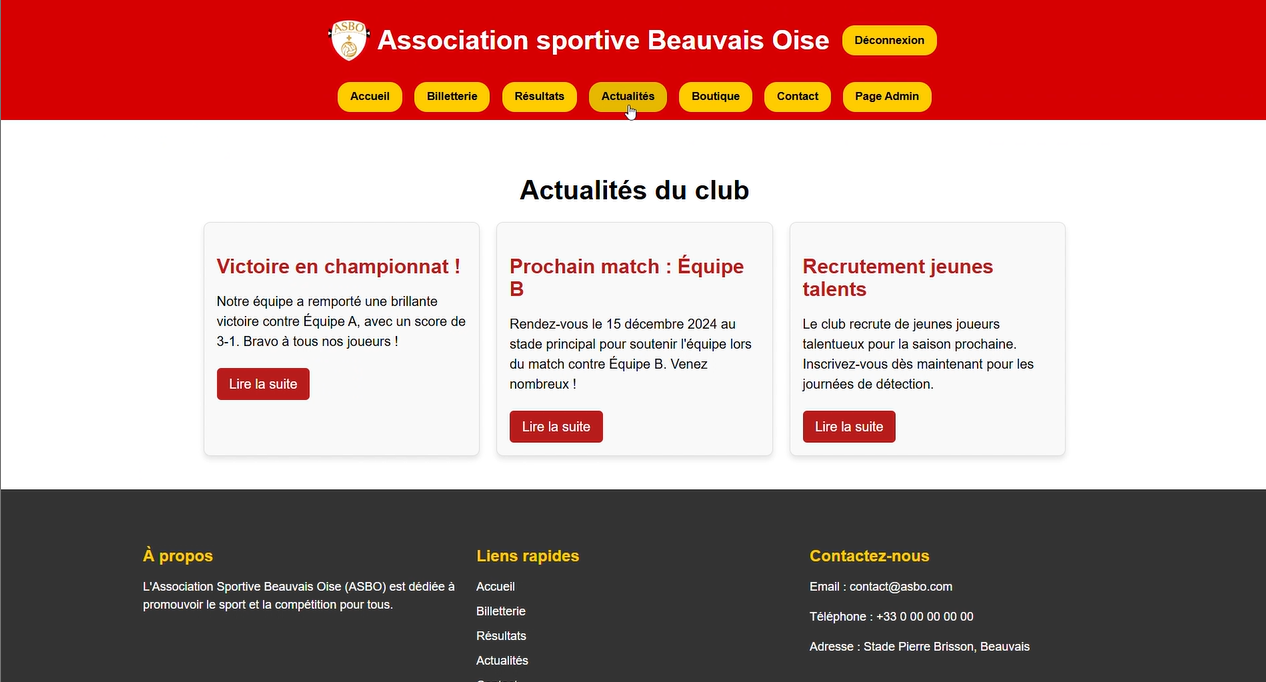 ASBO
Association sportive Beauvais Oise
Déconnexion
Accueil
Billetterie
Résultats
Actualités
Boutique
Contact
Page Admin
Actualités du club
Victoire en championnat !
Notre équipe a remporté une brillante
victoire contre Équipe A, avec un score de
3-1. Bravo à tous nos joueurs !
Lire la suite
Prochain match : Équipe
B
Rendez-vous le 15 décembre 2024 au
stade principal pour soutenir l'équipe lors
du match contre Équipe B. Venez
nombreux !
Lire la suite
Recrutement jeunes
talents
Le club recrute de jeunes joueurs
talentueux pour la saison prochaine.
Inscrivez-vous dès maintenant pour les
journées de détection.
Lire la suite
À propos
L'Association Sportive Beauvais Oise (ASBO) est dédiée à
promouvoir le sport et la compétition pour tous.
Liens rapides
Accueil
Billetterie
Résultats
Actualités
Contactez-nous
Email : contact@asbo.com
Téléphone : +33 0 00 00 00 00
Adresse : Stade Pierre Brisson, Beauvais